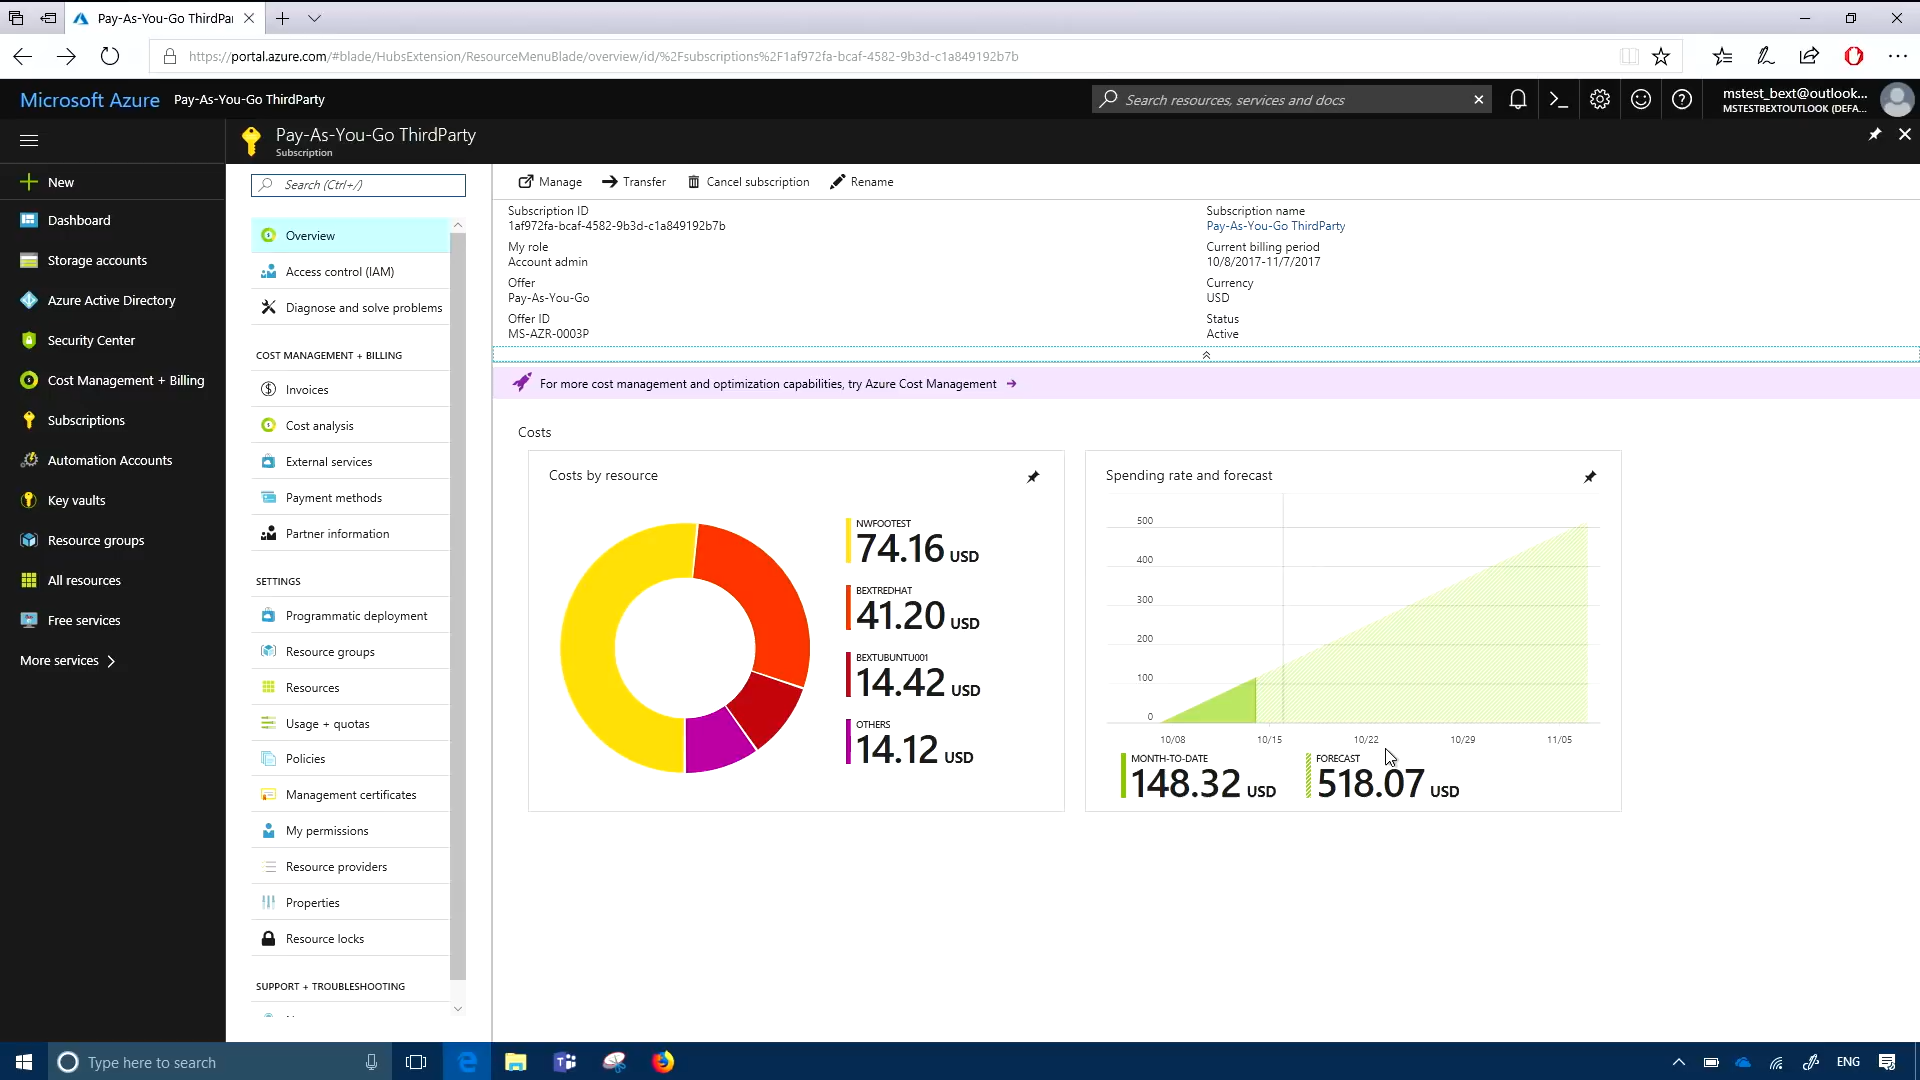 Pay-As-You-Go ThirdPar
https://portal.azure.com/#blade/HubsExtension/ResourceMenuBlade/overview/id/%2Fsubscriptions%2F1af972fa-bcaf-4582-9b3d-c1a849192b7b
Microsoft Azure Pay-As-You-Go ThirdParty
Search resources, services and docs
mstest_bext@outlook...
MSTESTBEXTOUTLOOK (DEFA...
Pay-As-You-Go ThirdParty
Subscription
New
Dashboard
Storage accounts
Azure Active Directory
Security Center
Cost Management + Billing
Subscriptions
Automation Accounts
Key vaults
Resource groups
All resources
Free services
More services
Search (Ctrl+/)
Overview
Access control (IAM)
Diagnose and solve problems
COST MANAGEMENT + BILLING
Invoices
Cost analysis
External services
Payment methods
Partner information
SETTINGS
Programmatic deployment
Resource groups
Resources
Usage + quotas
Policies
Management certificates
My permissions
Resource providers
Properties
Resource locks
SUPPORT + TROUBLESHOOTING
Manage Transfer Cancel subscription Rename
Subscription ID
1af972fa-bcaf-4582-9b3d-c1a849192b7b
My role
Account admin
Offer
Pay-As-You-Go
Offer ID
MS-AZR-0003P
Subscription name
Pay-As-You-Go ThirdParty
Current billing period
10/8/2017-11/7/2017
Currency
USD
Status
Active
For more cost management and optimization capabilities, try Azure Cost Management
Costs
Costs by resource
NWFOOTEST
74.16 USD
BEXTREDHAT
41.20 USD
BEXTUBUNTU001
14.42 USD
OTHERS
14.12 USD
Spending rate and forecast
500
400
300
200
100
0
10/08 10/15 10/22 10/29 11/05
MONTH-TO-DATE
148.32 USD
FORECAST
518.07 USD
Type here to search
ENG